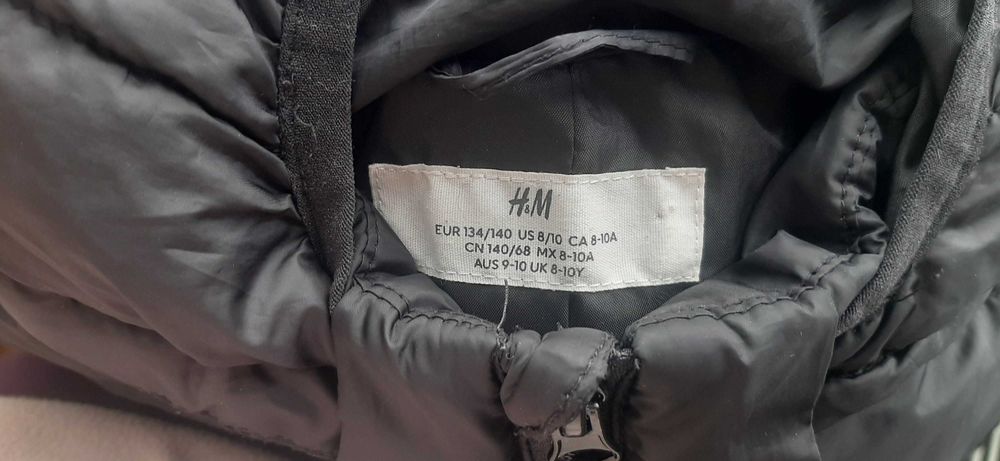 H&M
EUR 134/140 US 8/10 CA 8-10A
CN 140/68 MX 8-10A
AUS 9-10 UK 8-10Y